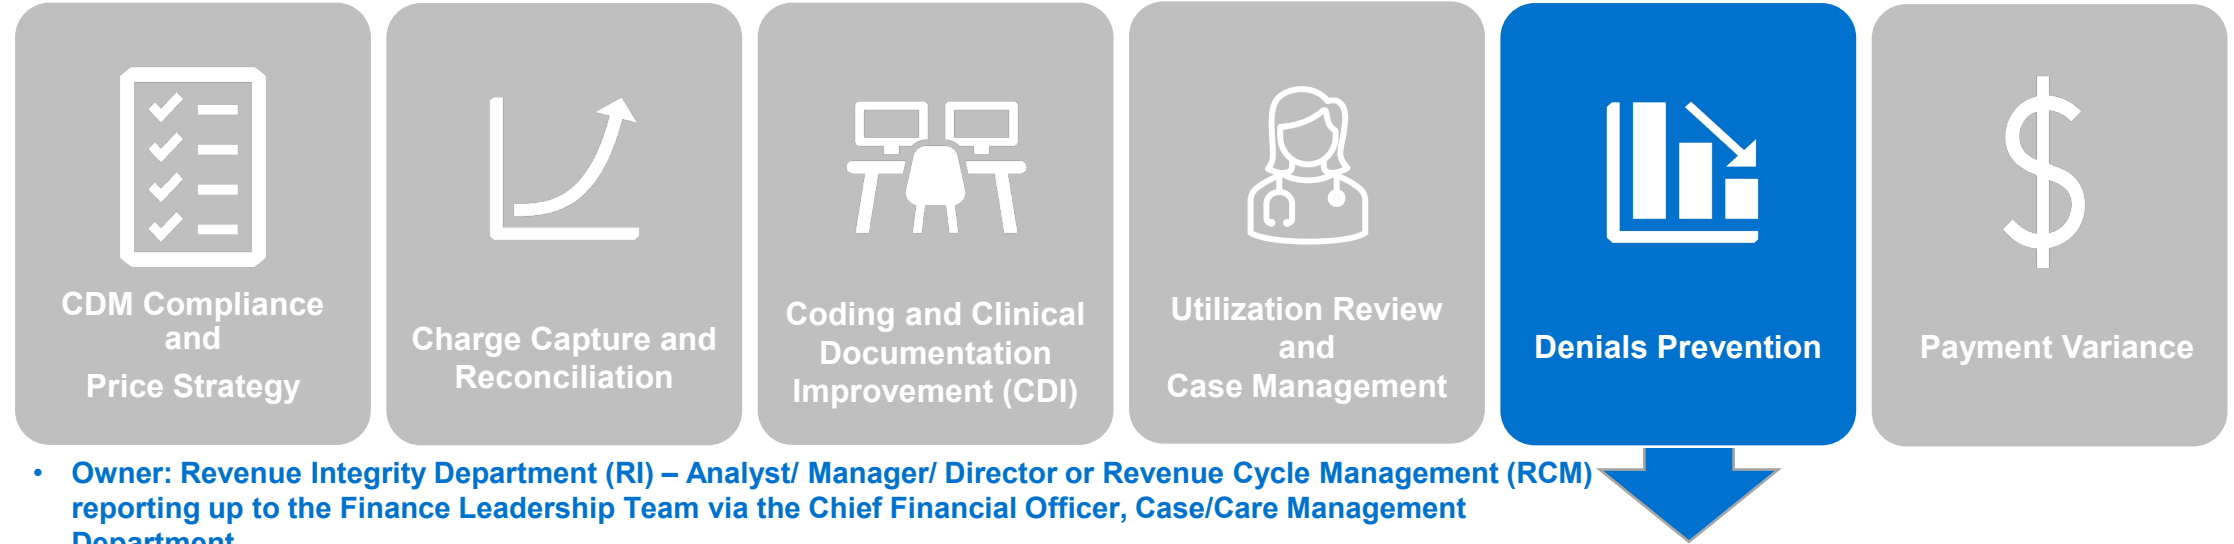 CDM Compliance
and
Price Strategy
Charge Capture and
Reconciliation
Coding and Clinical
Documentation
Improvement (CDI)
Utilization Review
and
Case Management
Denials Prevention
Payment Variance
• Owner: Revenue Integrity Department (RI) – Analyst/ Manager/ Director or Revenue Cycle Management (RCM)
reporting up to the Finance Leadership Team via the Chief Financial Officer, Case/Care Management
Department